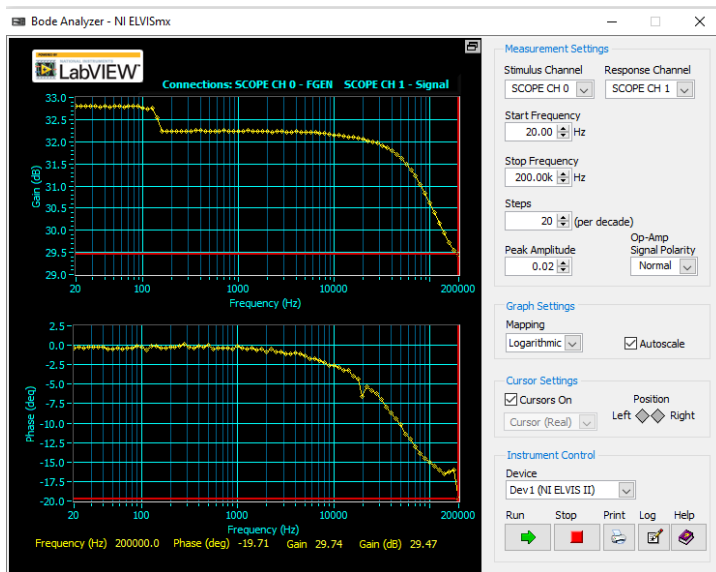 Bode Analyzer - NI ELVISmx
LabVIEW
Connections: SCOPE CH 0 - FGEN SCOPE CH 1 - Signal
33.0
32.5
32.0
31.5
31.0
30.5
30.0
29.5
29.0
Gain (dB)
20 100 1000 10000 200000
Frequency (Hz)
2.5
0.0
-2.5
-5.0
-7.5
-10.0
-12.5
-15.0
-17.5
-20.0
Phase (deg)
20 100 1000 10000 200000
Frequency (Hz)
Frequency (Hz) 200000.0 Phase (deg) -19.71 Gain 29.74 Gain (dB) 29.47
Measurement Settings
Stimulus Channel Response Channel
SCOPE CH 0 SCOPE CH 1
Start Frequency
20.00 Hz
Stop Frequency
200.00k Hz
Steps
20 (per decade)
Op-Amp
Peak Amplitude Signal Polarity
0.02 Normal
Graph Settings
Mapping
Logarithmic Autoscale
Cursor Settings
Cursors On Position
Cursor (Real) Left Right
Instrument Control
Device
Dev1 (NI ELVIS II)
Run Stop Print Log Help